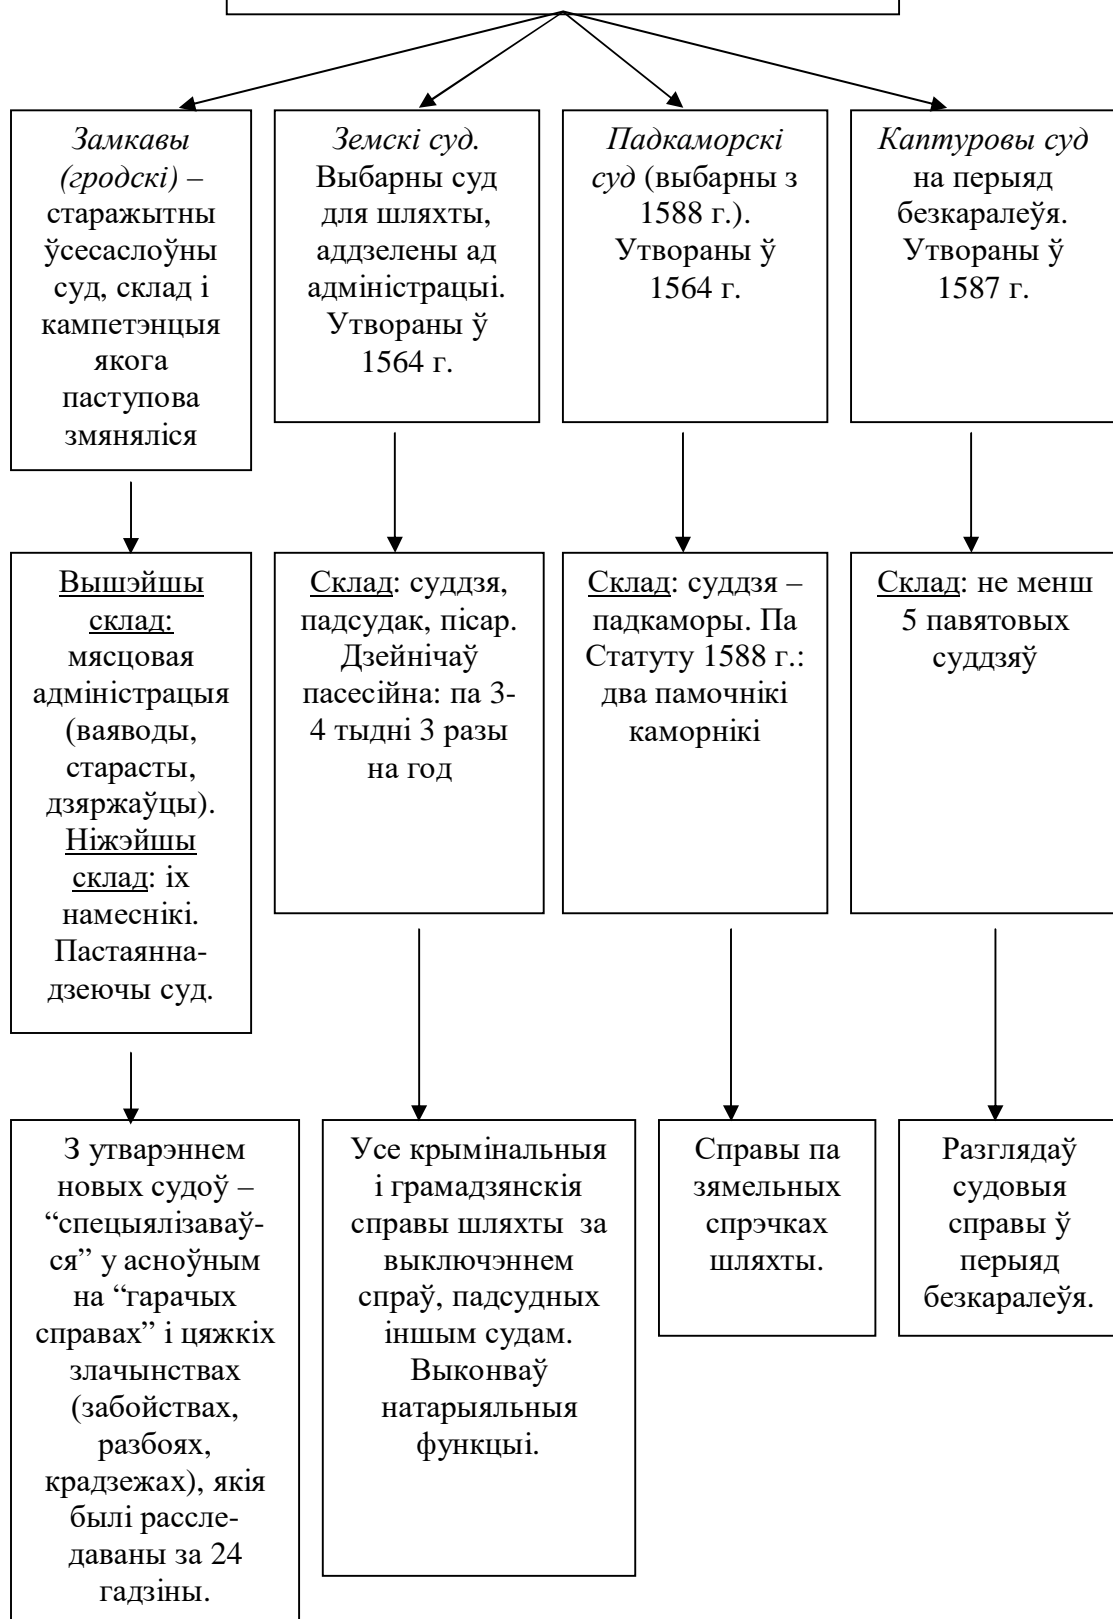 Замкавы
(гродскі) –
старажытны
ўсесаслоўны
суд, склад і
кампетэнцыя
якога
паступова
змяняліся
Земскі суд.
Выбарны суд
для шляхты,
аддзелены ад
адміністрацыі.
Утвораны ў
1564 г.
Падкаморскі
суд (выбарны з
1588 г.).
Утвораны ў
1564 г.
Каптуровы суд
на перыяд
безкаралеўя.
Утвораны ў
1587 г.
Вышэйшы
склад:
мясцовая
адміністрацыя
(ваяводы,
старасты,
дзяржаўцы).
Ніжэйшы
склад: іх
намеснікі.
Пастаянна-
дзеючы суд.
Склад: суддзя,
падсудак, пісар.
Дзейнічаў
пасесійна: па 3-
4 тыдні 3 разы
на год
Склад: суддзя –
падкаморы. Па
Статуту 1588 г.:
два памочнікі
каморнікі
Склад: не менш
5 павятовых
суддзяў
З утварэннем
новых судоў –
“спецыялізаваў-
ся” у асноўным
на “гарачых
справах” і цяжкіх
злачынствах
(забойствах,
разбоях,
крадзежах), якія
былі рассле-
даваны за 24
гадзіны.
Усе крымінальныя
і грамадзянскія
справы шляхты за
выключэннем
спраў, падсудных
іншым судам.
Выконваў
натарыяльныя
функцыі.
Справы па
зямельных
спрэчках
шляхты.
Разглядаў
судовыя
справы ў
перыяд
безкаралеўя.